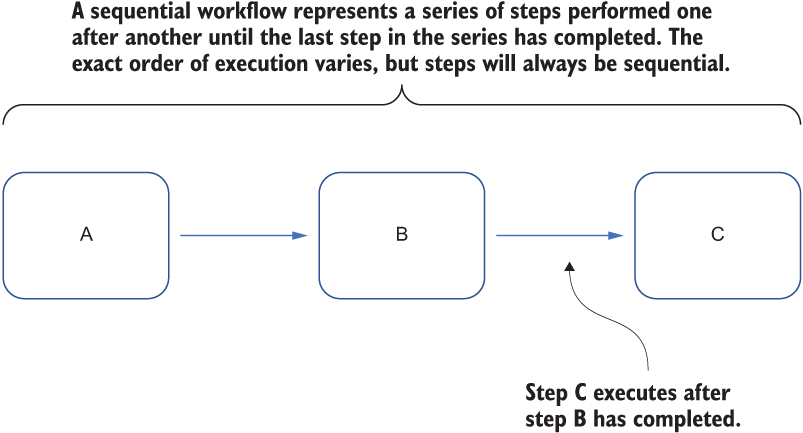 A sequential workflow represents a series of steps performed one
after another until the last step in the series has completed. The
exact order of execution varies, but steps will always be sequential.
A
B
C
Step C executes after
step B has completed.